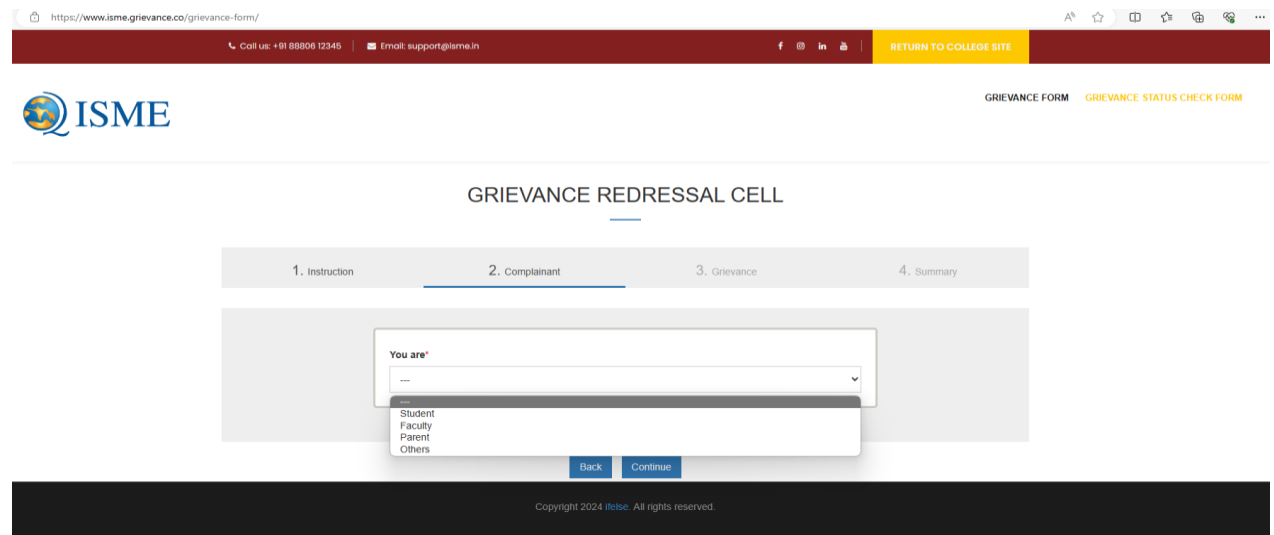 https://www.isme.grievance.co/grievance-form/
Call us: +91 88806 12345 Email: support@isme.in RETURN TO COLLEGE SITE
ISME
GRIEVANCE FORM GRIEVANCE STATUS CHECK FORM
GRIEVANCE REDRESSAL CELL
1. Instruction 2. Complainant 3. Grievance 4. Summary
You are*
---
---
Student
Faculty
Parent
Others
Back Continue
Copyright 2024 ifelse. All rights reserved.